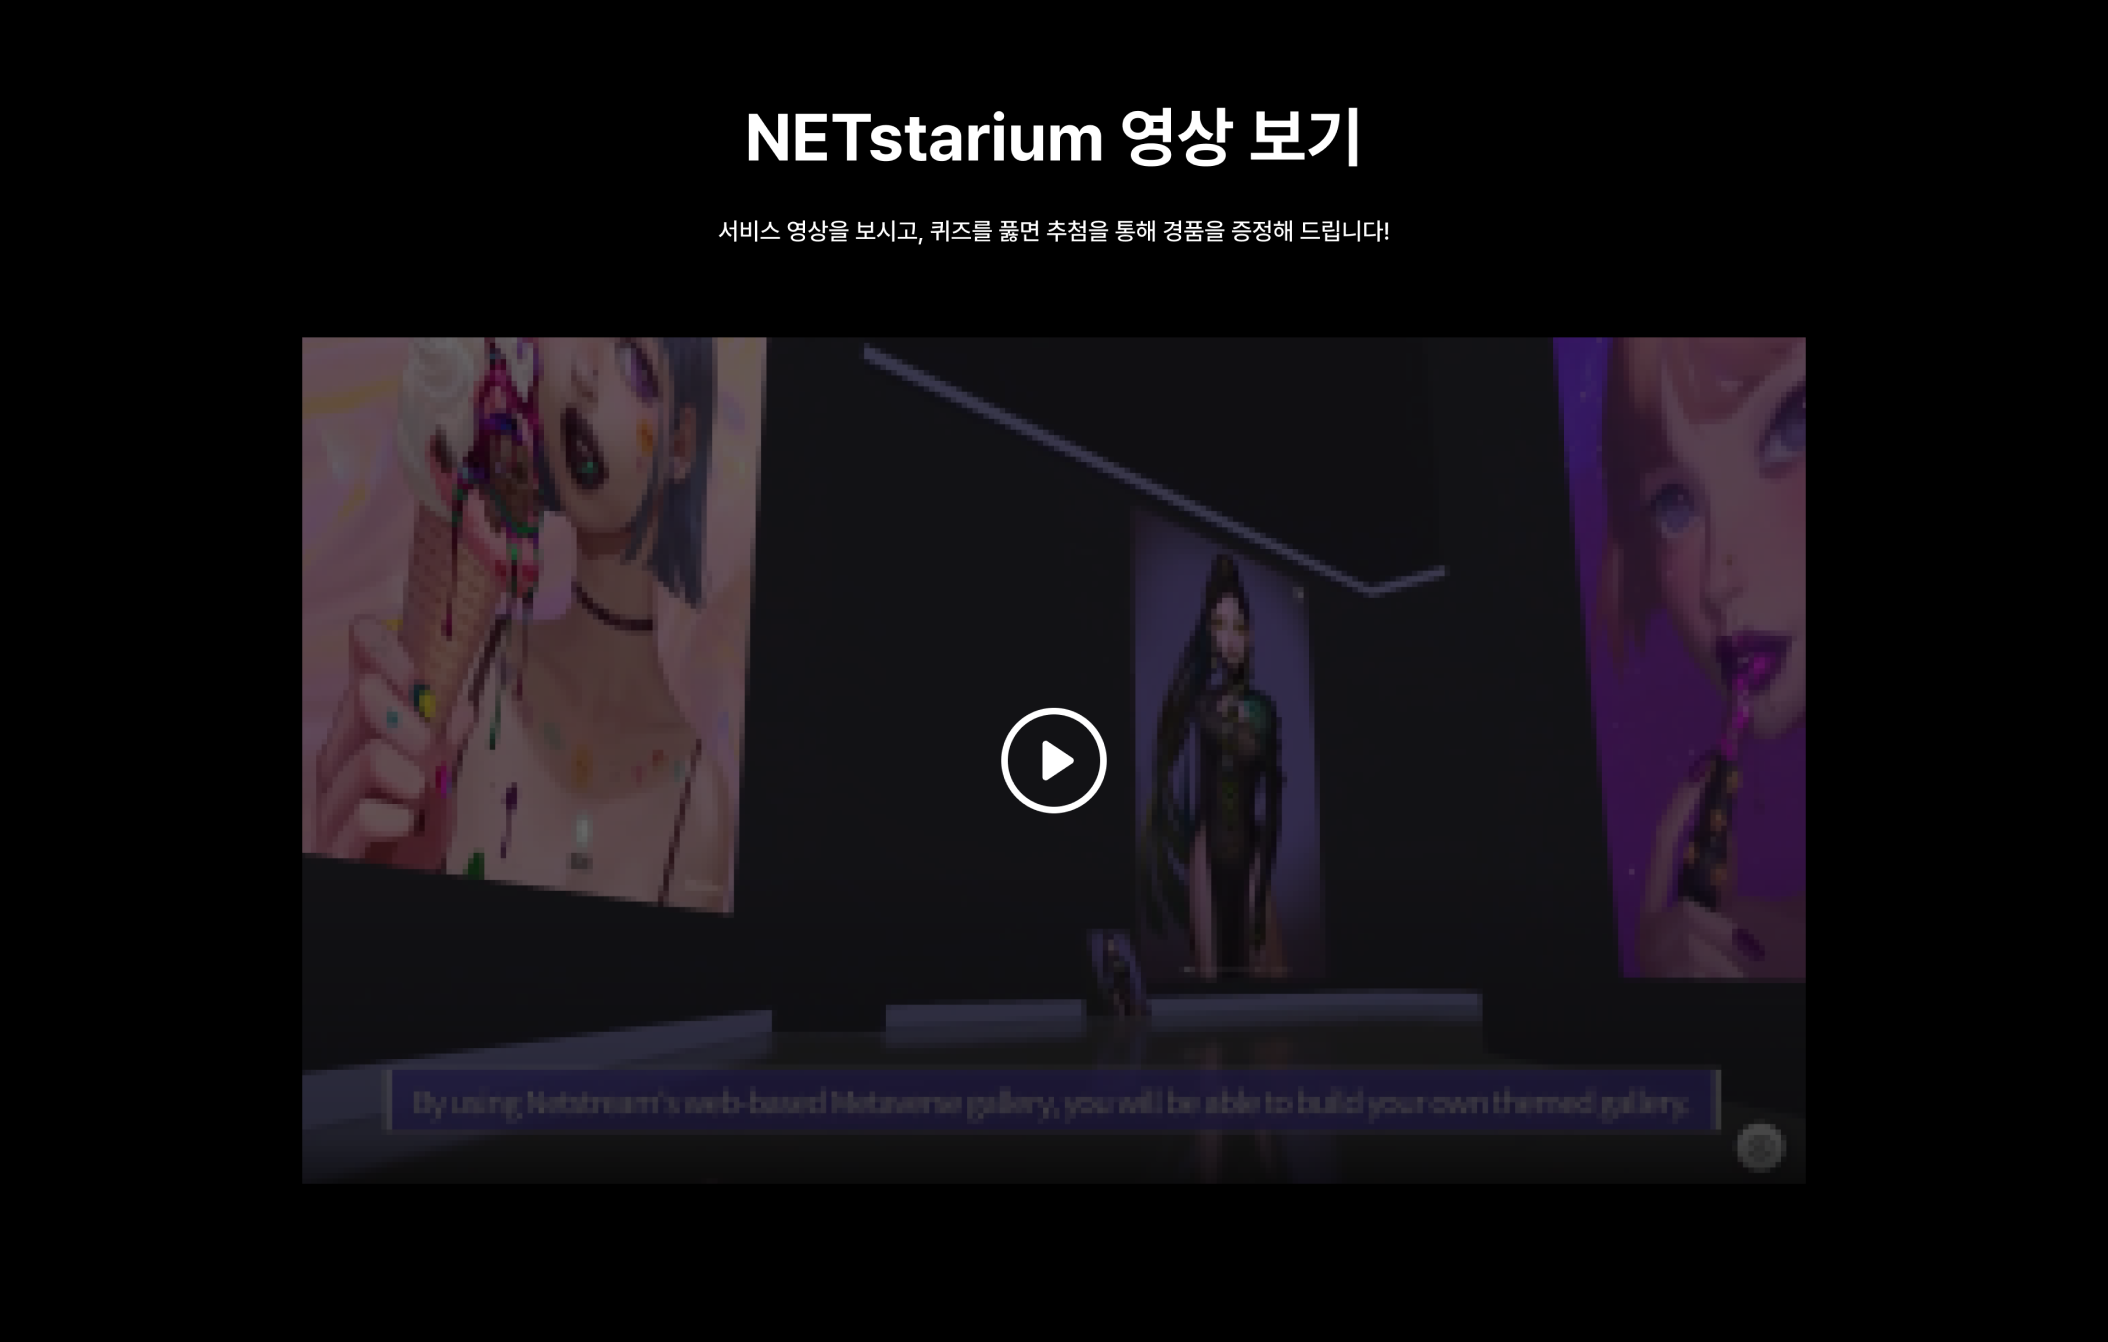 NETstarium 영상 보기
서비스 영상을 보시고, 퀴즈를 풀면 추첨을 통해 경품을 증정해 드립니다!
By using Netstream's web-based Metaverse gallery, you will be able to build your own themed gallery.